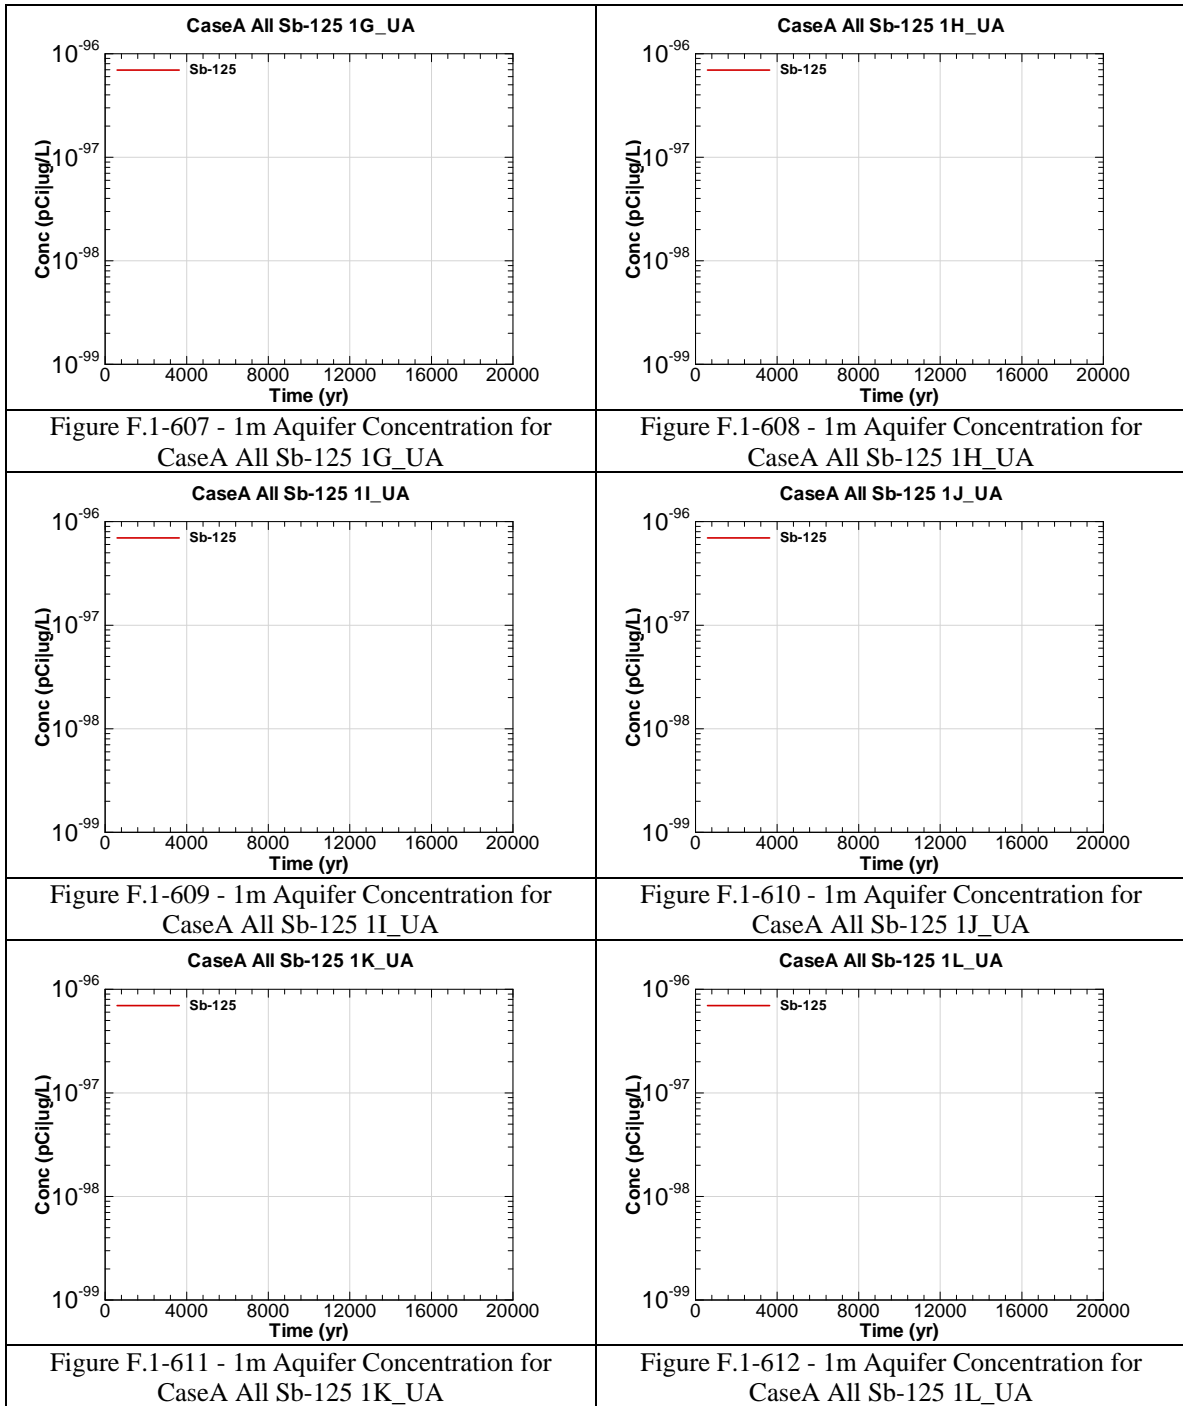 CaseA All Sb-125 1G_UA
10-96
Sb-125
10-97
Conc (pCi|ug/L)
10-98
10-99
0 4000 8000 12000 16000 20000
Time (yr)
Figure F.1-607 - 1m Aquifer Concentration for
CaseA All Sb-125 1G_UA
CaseA All Sb-125 1H_UA
10-96
Sb-125
10-97
Conc (pCi|ug/L)
10-98
10-99
0 4000 8000 12000 16000 20000
Time (yr)
Figure F.1-608 - 1m Aquifer Concentration for
CaseA All Sb-125 1H_UA
CaseA All Sb-125 1I_UA
10-96
Sb-125
10-97
Conc (pCi|ug/L)
10-98
10-99
0 4000 8000 12000 16000 20000
Time (yr)
Figure F.1-609 - 1m Aquifer Concentration for
CaseA All Sb-125 1I_UA
CaseA All Sb-125 1J_UA
10-96
Sb-125
10-97
Conc (pCi|ug/L)
10-98
10-99
0 4000 8000 12000 16000 20000
Time (yr)
Figure F.1-610 - 1m Aquifer Concentration for
CaseA All Sb-125 1J_UA
CaseA All Sb-125 1K_UA
10-96
Sb-125
10-97
Conc (pCi|ug/L)
10-98
10-99
0 4000 8000 12000 16000 20000
Time (yr)
Figure F.1-611 - 1m Aquifer Concentration for
CaseA All Sb-125 1K_UA
CaseA All Sb-125 1L_UA
10-96
Sb-125
10-97
Conc (pCi|ug/L)
10-98
10-99
0 4000 8000 12000 16000 20000
Time (yr)
Figure F.1-612 - 1m Aquifer Concentration for
CaseA All Sb-125 1L_UA